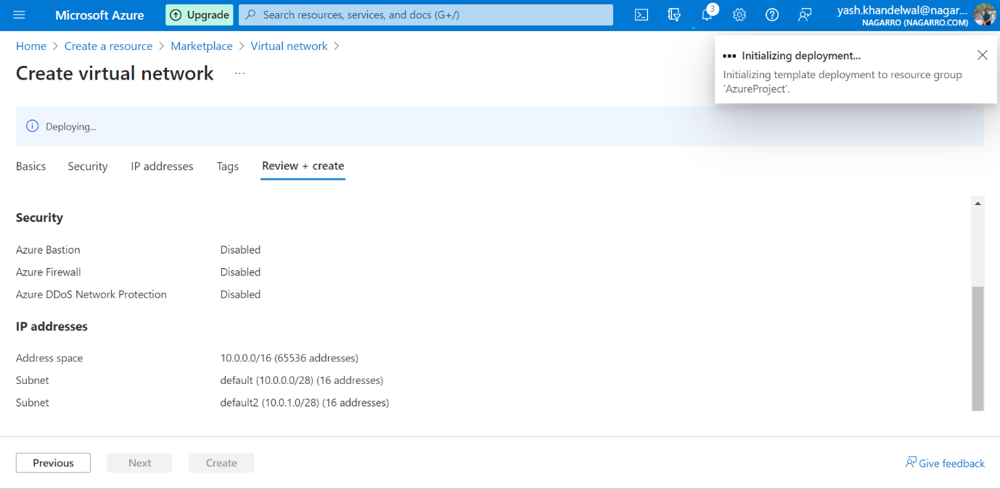 Microsoft Azure
Upgrade
Search resources, services, and docs (G+/)
3
yash.khandelwal@nagar...
NAGARRO (NAGARRO.COM)
Home > Create a resource > Marketplace > Virtual network >
Create virtual network ...
Initializing deployment...
Initializing template deployment to resource group
'AzureProject'.
Deploying...
Basics Security IP addresses Tags Review + create
Security
Azure Bastion Disabled
Azure Firewall Disabled
Azure DDoS Network Protection Disabled
IP addresses
Address space 10.0.0.0/16 (65536 addresses)
Subnet default (10.0.0.0/28) (16 addresses)
Subnet default2 (10.0.1.0/28) (16 addresses)
Previous Next Create Give feedback